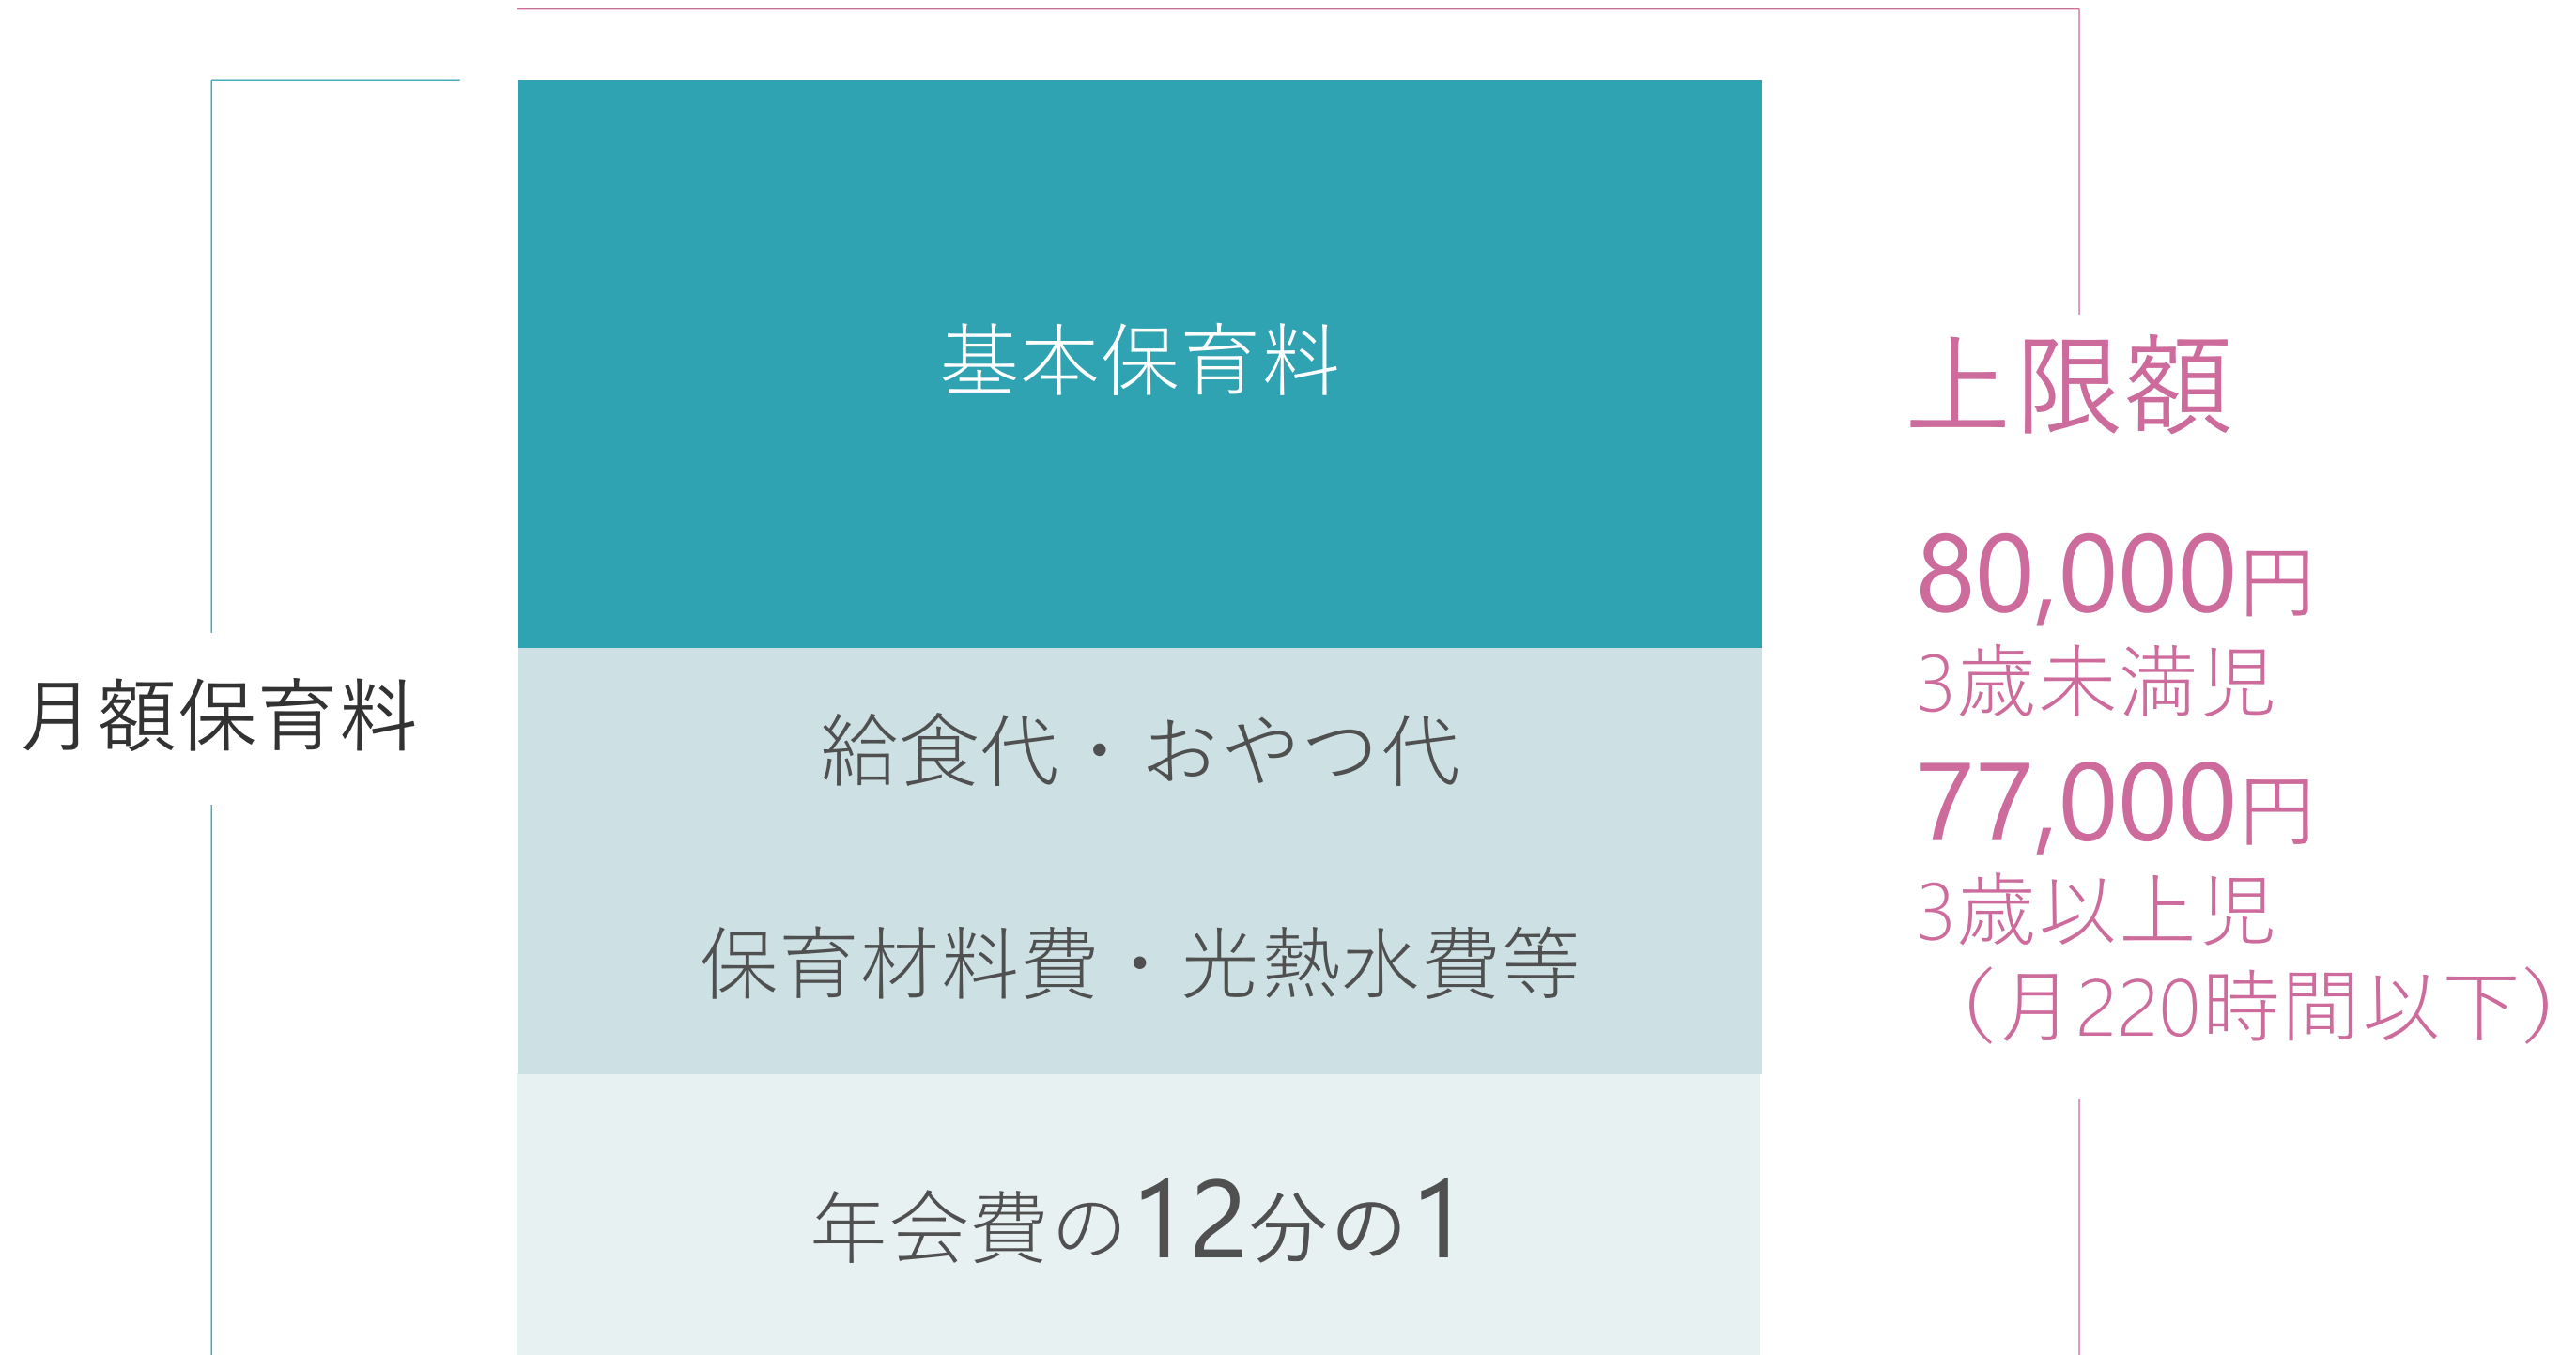 月額保育料
基本保育料
給食代・おやつ代
保育材料費・光熱水費等
年会費の12分の1
上限額
80,000円
3歳未満児
77,000円
3歳以上児
（月220時間以下）